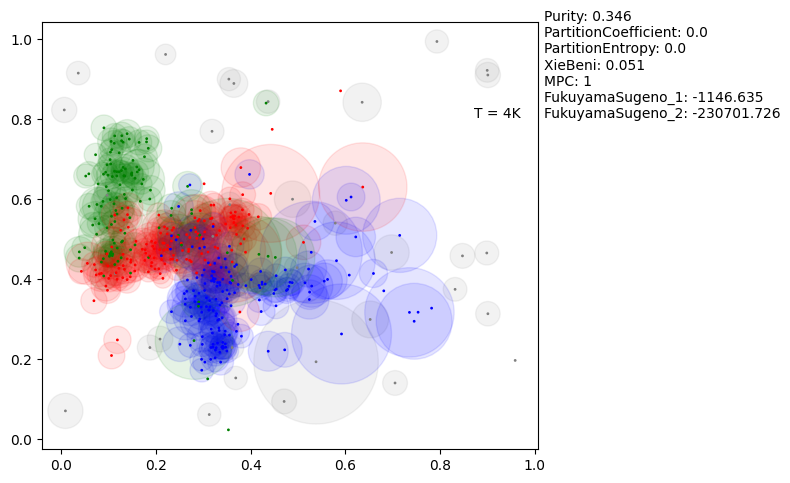 Purity: 0.346
PartitionCoefficient: 0.0
PartitionEntropy: 0.0
XieBeni: 0.051
MPC: 1
FukuyamaSugeno_1: -1146.635
FukuyamaSugeno_2: -230701.726
T = 4K
1.0
0.8
0.6
0.4
0.2
0.0
0.0 0.2 0.4 0.6 0.8 1.0